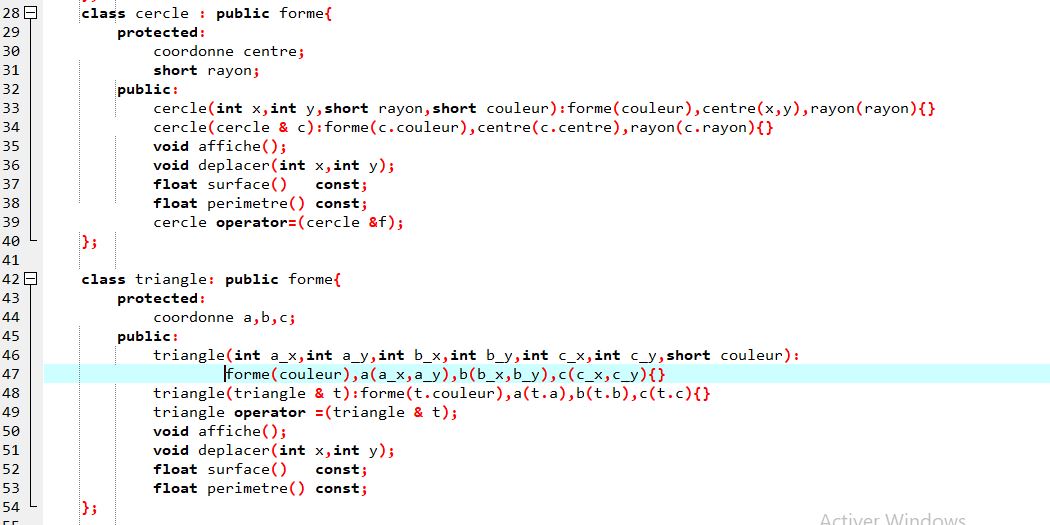 28 class cercle : public forme{
29 protected:
30 coordonne centre;
31 short rayon;
32 public:
33 cercle(int x,int y,short rayon,short couleur):forme(couleur),centre(x,y),rayon(rayon){}
34 cercle(cercle & c):forme(c.couleur),centre(c.centre),rayon(c.rayon){}
35 void affiche();
36 void deplacer(int x,int y);
37 float surface()   const;
38 float perimetre() const;
39 cercle operator=(cercle &f);
40 };
41
42 class triangle: public forme{
43 protected:
44 coordonne a,b,c;
45 public:
46 triangle(int a_x,int a_y,int b_x,int b_y,int c_x,int c_y,short couleur):
47 forme(couleur),a(a_x,a_y),b(b_x,b_y),c(c_x,c_y){}
48 triangle(triangle & t):forme(t.couleur),a(t.a),b(t.b),c(t.c){}
49 triangle operator =(triangle & t);
50 void affiche();
51 void deplacer(int x,int y);
52 float surface()   const;
53 float perimetre() const;
54 };
Activer Windows